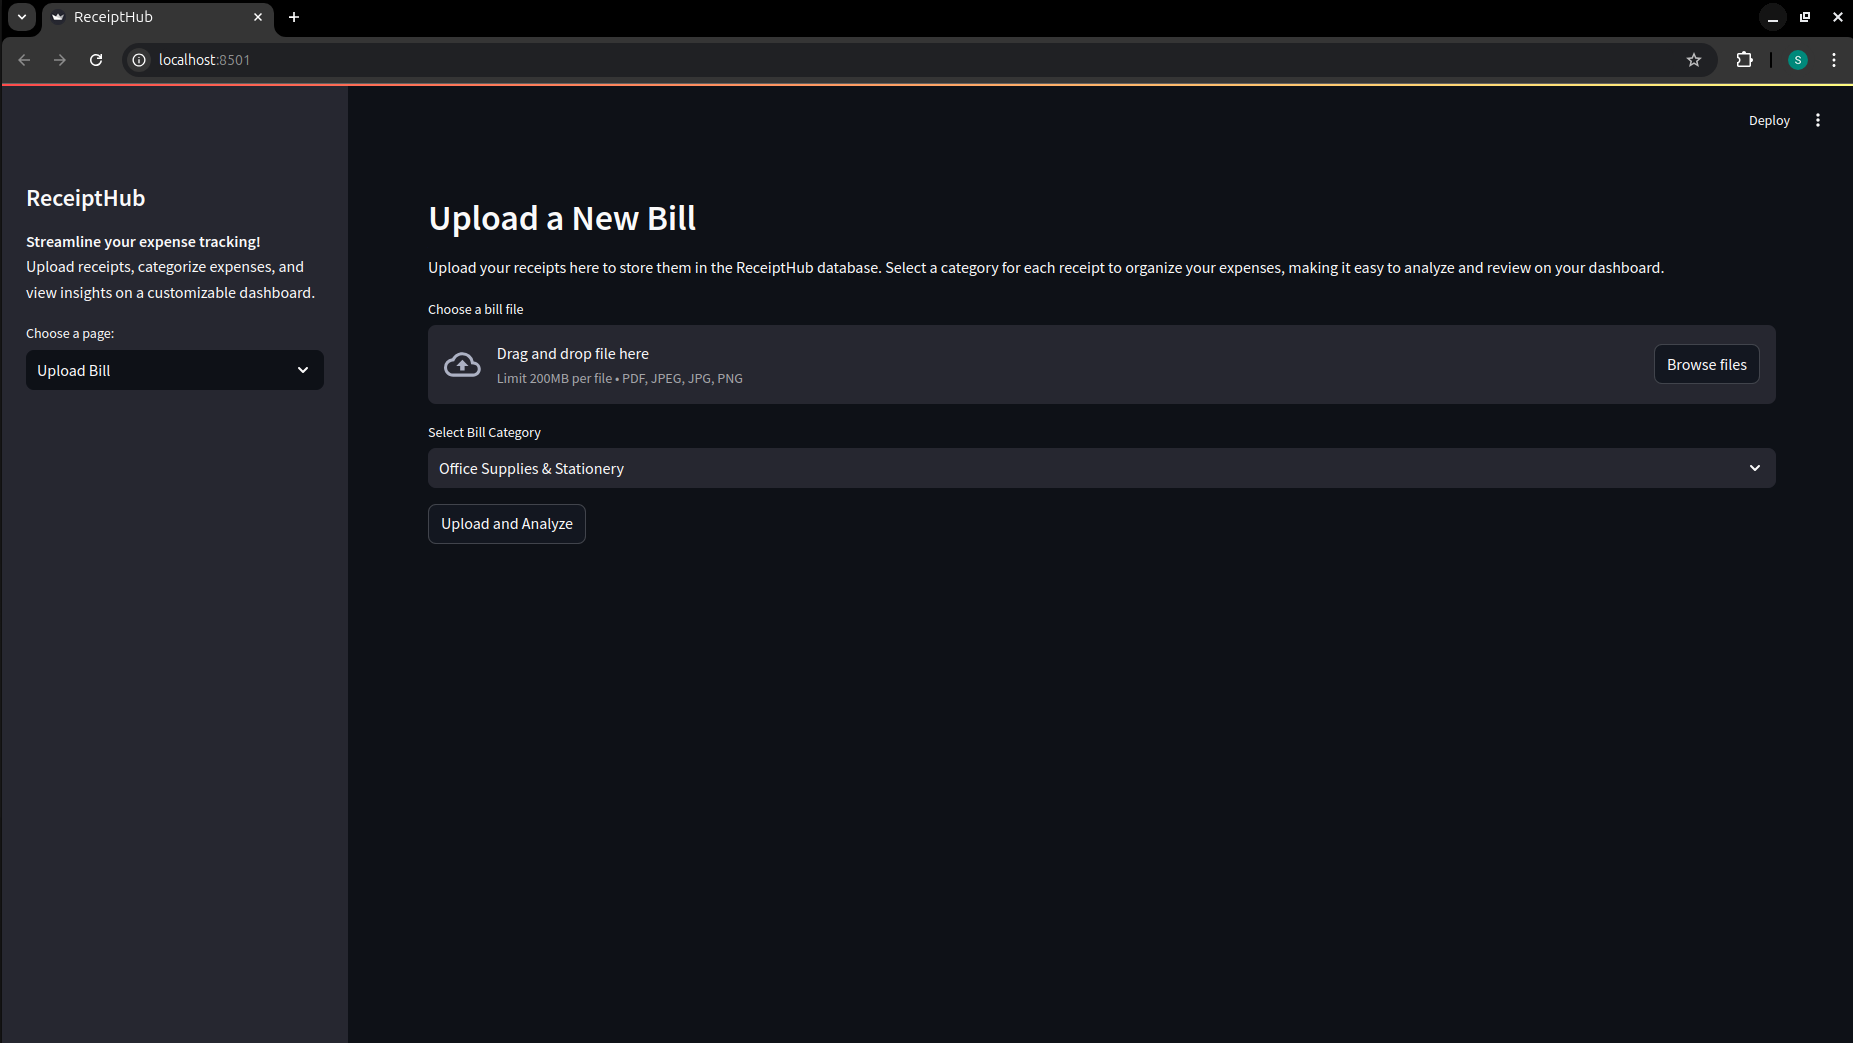 ReceiptHub
localhost:8501
S
Deploy
ReceiptHub
Streamline your expense tracking!
Upload receipts, categorize expenses, and
view insights on a customizable dashboard.
Choose a page:
Upload Bill
Upload a New Bill
Upload your receipts here to store them in the ReceiptHub database. Select a category for each receipt to organize your expenses, making it easy to analyze and review on your dashboard.
Choose a bill file
Drag and drop file here
Limit 200MB per file • PDF, JPEG, JPG, PNG
Browse files
Select Bill Category
Office Supplies & Stationery
Upload and Analyze